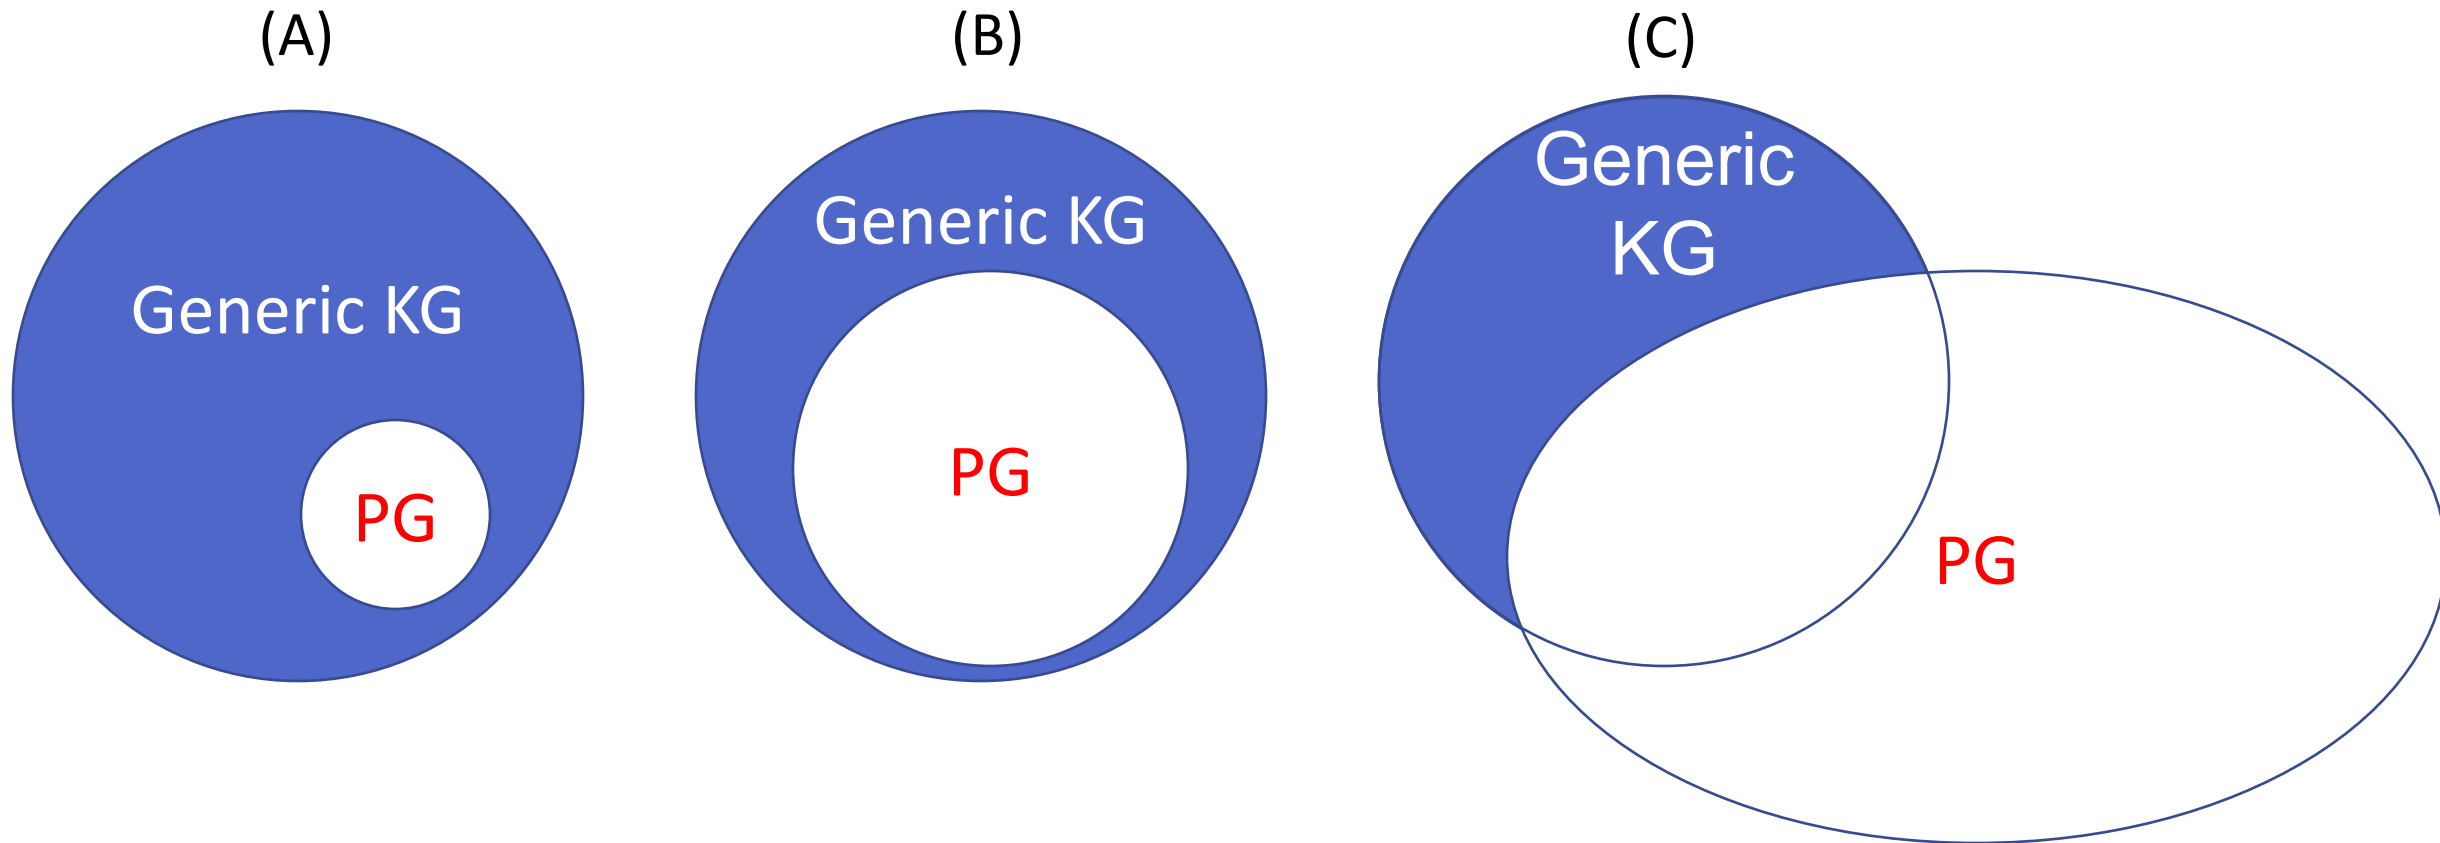 (A)
Generic KG
PG
(B)
Generic KG
PG
(C)
Generic
KG
PG